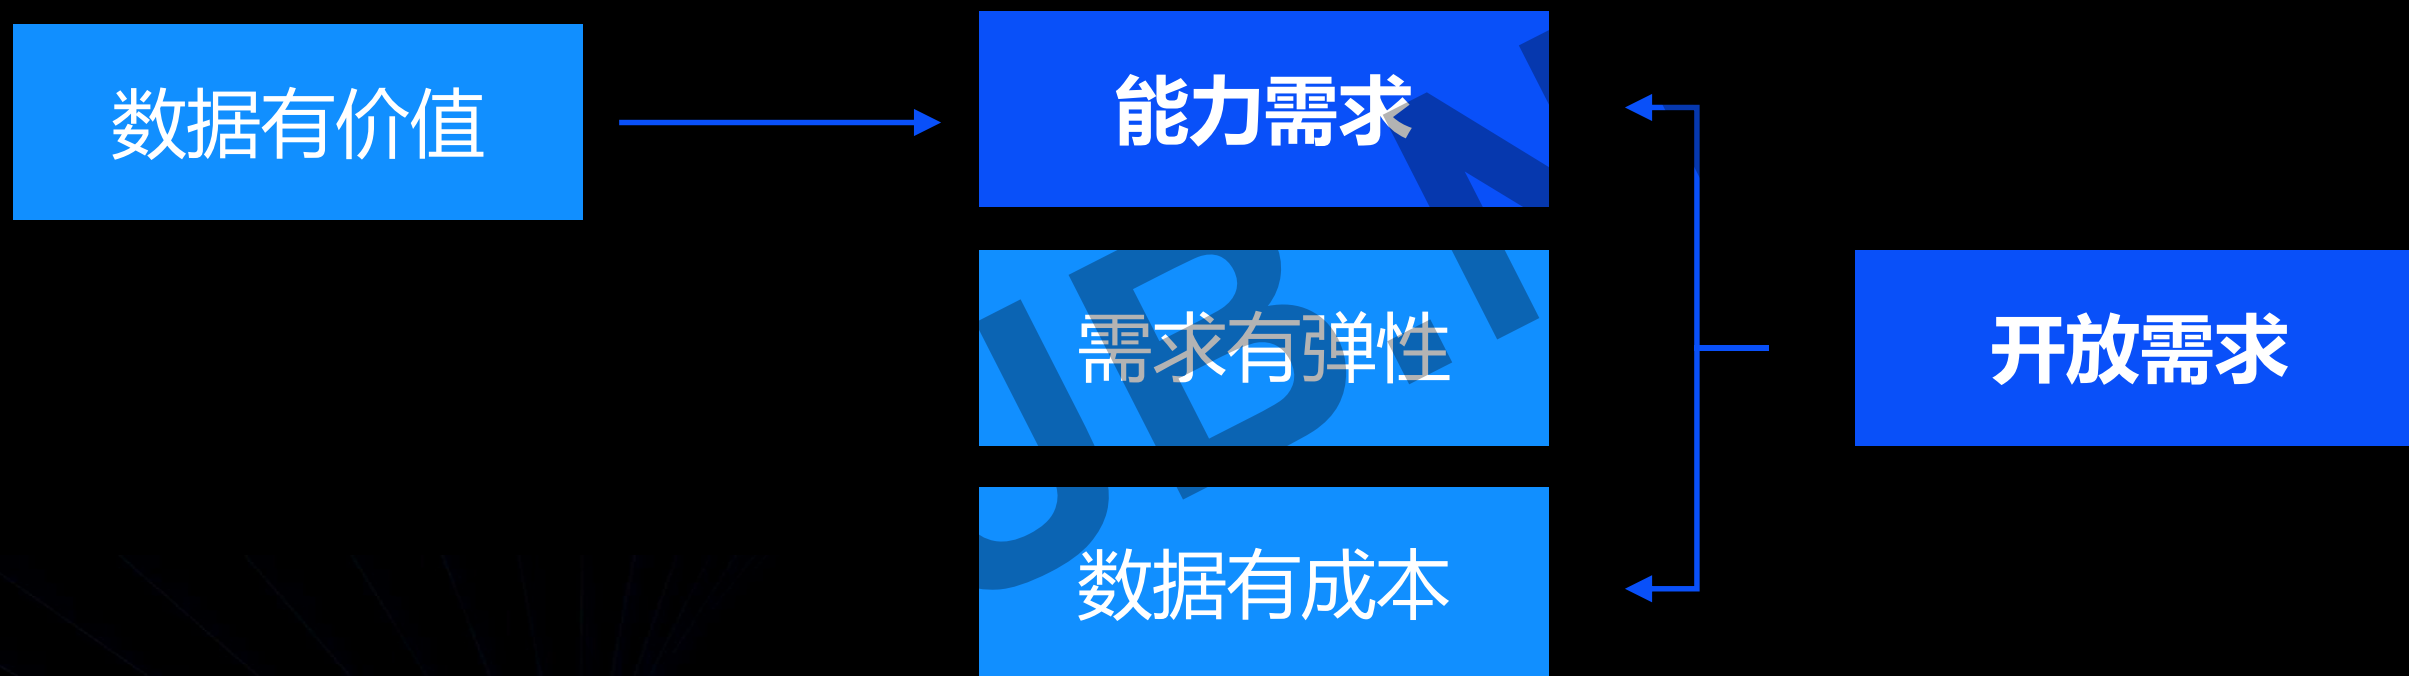 数据有价值
能力需求
需求有弹性
数据有成本
开放需求